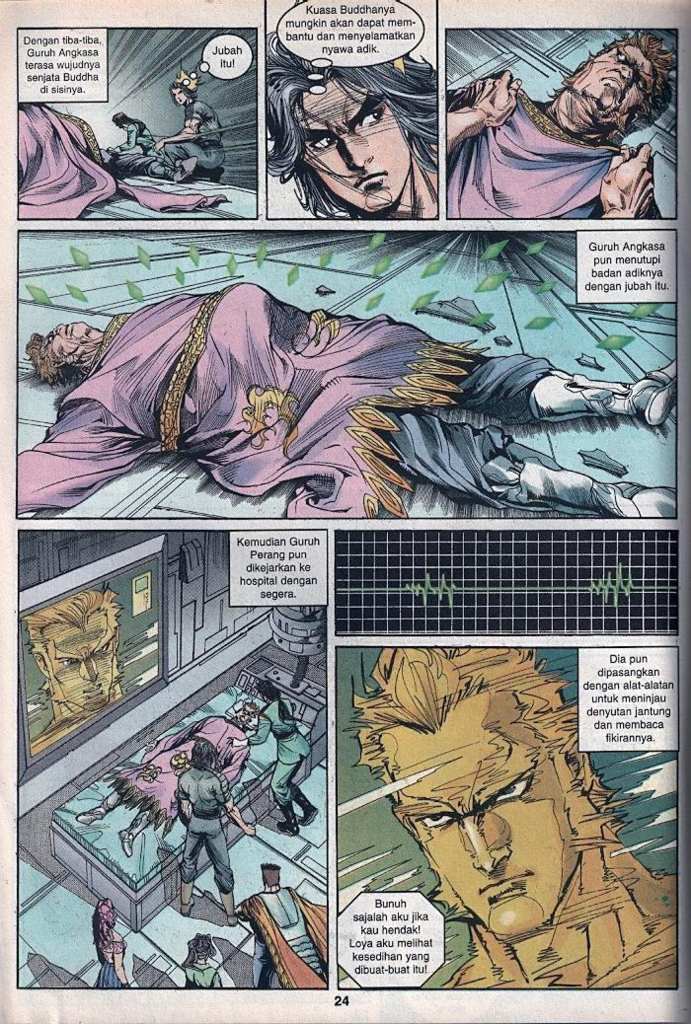 Dengan tiba-tiba,
Guruh Angkasa
terasa wujudnya
senjata Buddha
di sisinya.
Jubah
itu!
Kuasa Buddhanya
mungkin akan dapat mem-
bantu dan menyelamatkan
nyawa adik.
Guruh Angkasa
pun menutupi
badan adiknya
dengan jubah itu.
Kemudian Guruh
Perang pun
dikejarkan ke
hospital dengan
segera.
Dia pun
dipasangkan
dengan alat-alatan
untuk meninjau
denyutan jantung
dan membaca
fikirannya.
Bunuh
sajalah aku jika
kau hendak!
Loya aku melihat
kesedihan yang
dibuat-buat itu!
24